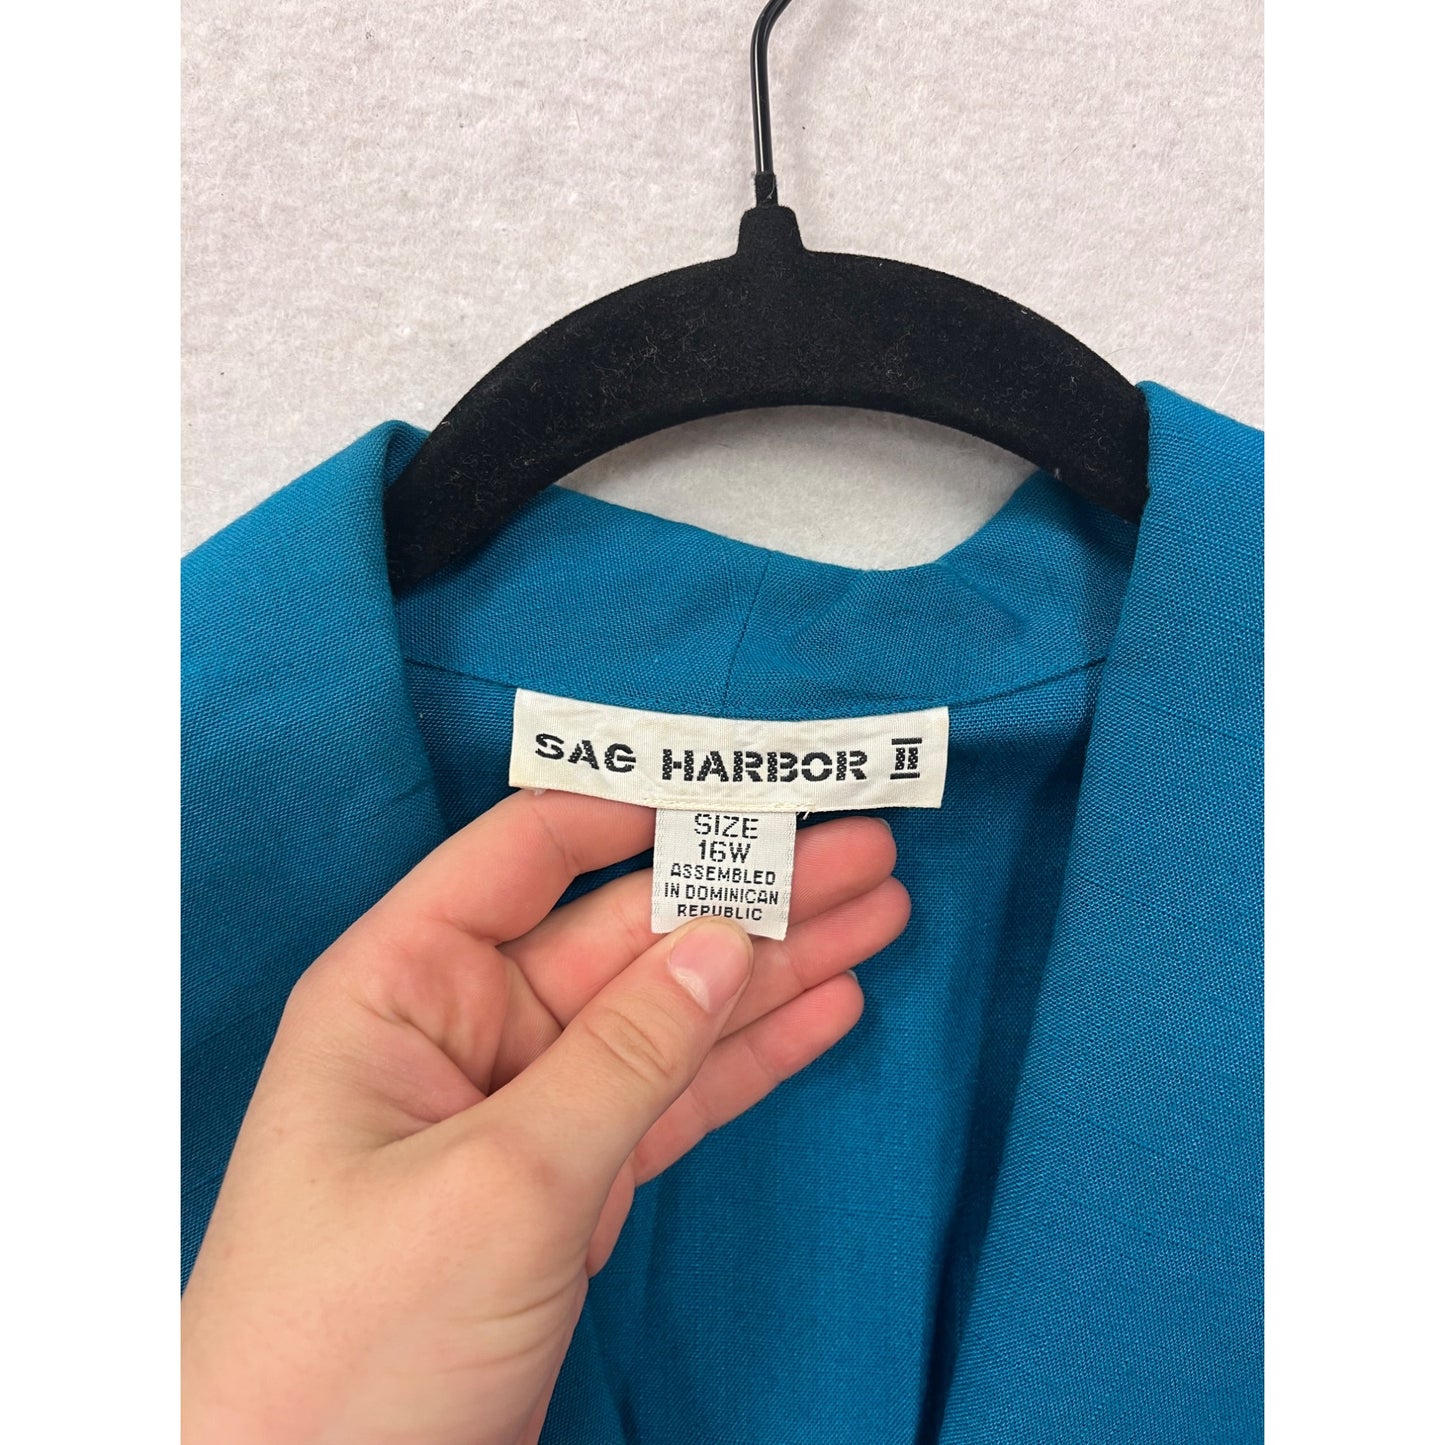 SAG HARBOR II
SIZE
16W
ASSEMBLED
IN DOMINICAN
REPUBLIC